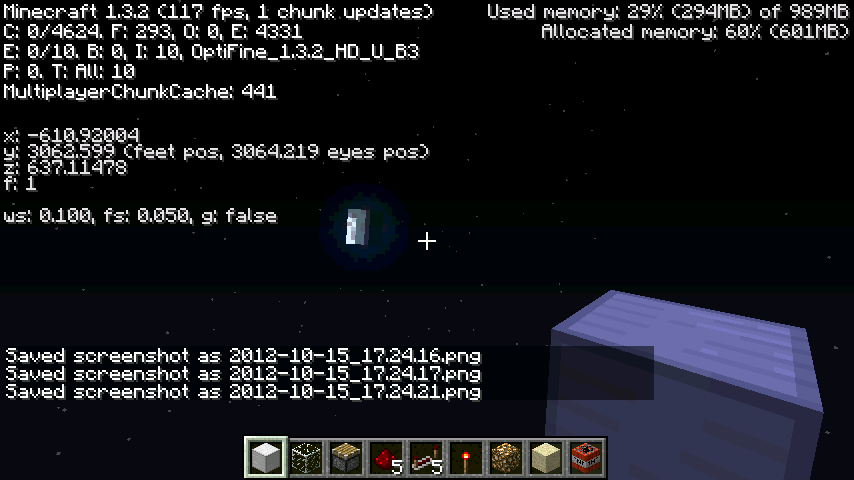 Minecraft 1.3.2 (117 fps, 1 chunk updates)
C: 0/4624. F: 293, O: 0, E: 4331
E: 0/10. B: 0, I: 10, OptiFine_1.3.2_HD_U_B3
P: 0. T: All: 10
MultiplayerChunkCache: 441
Used memory: 29% (294MB) of 989MB
Allocated memory: 60% (601MB)
x: -610.92004
y: 3062.599 (feet pos, 3064.219 eyes pos)
z: 637.11478
f: 1
ws: 0.100, fs: 0.050, g: false
Saved screenshot as 2012-10-15_17.24.16.png
Saved screenshot as 2012-10-15_17.24.17.png
Saved screenshot as 2012-10-15_17.24.21.png
5 5